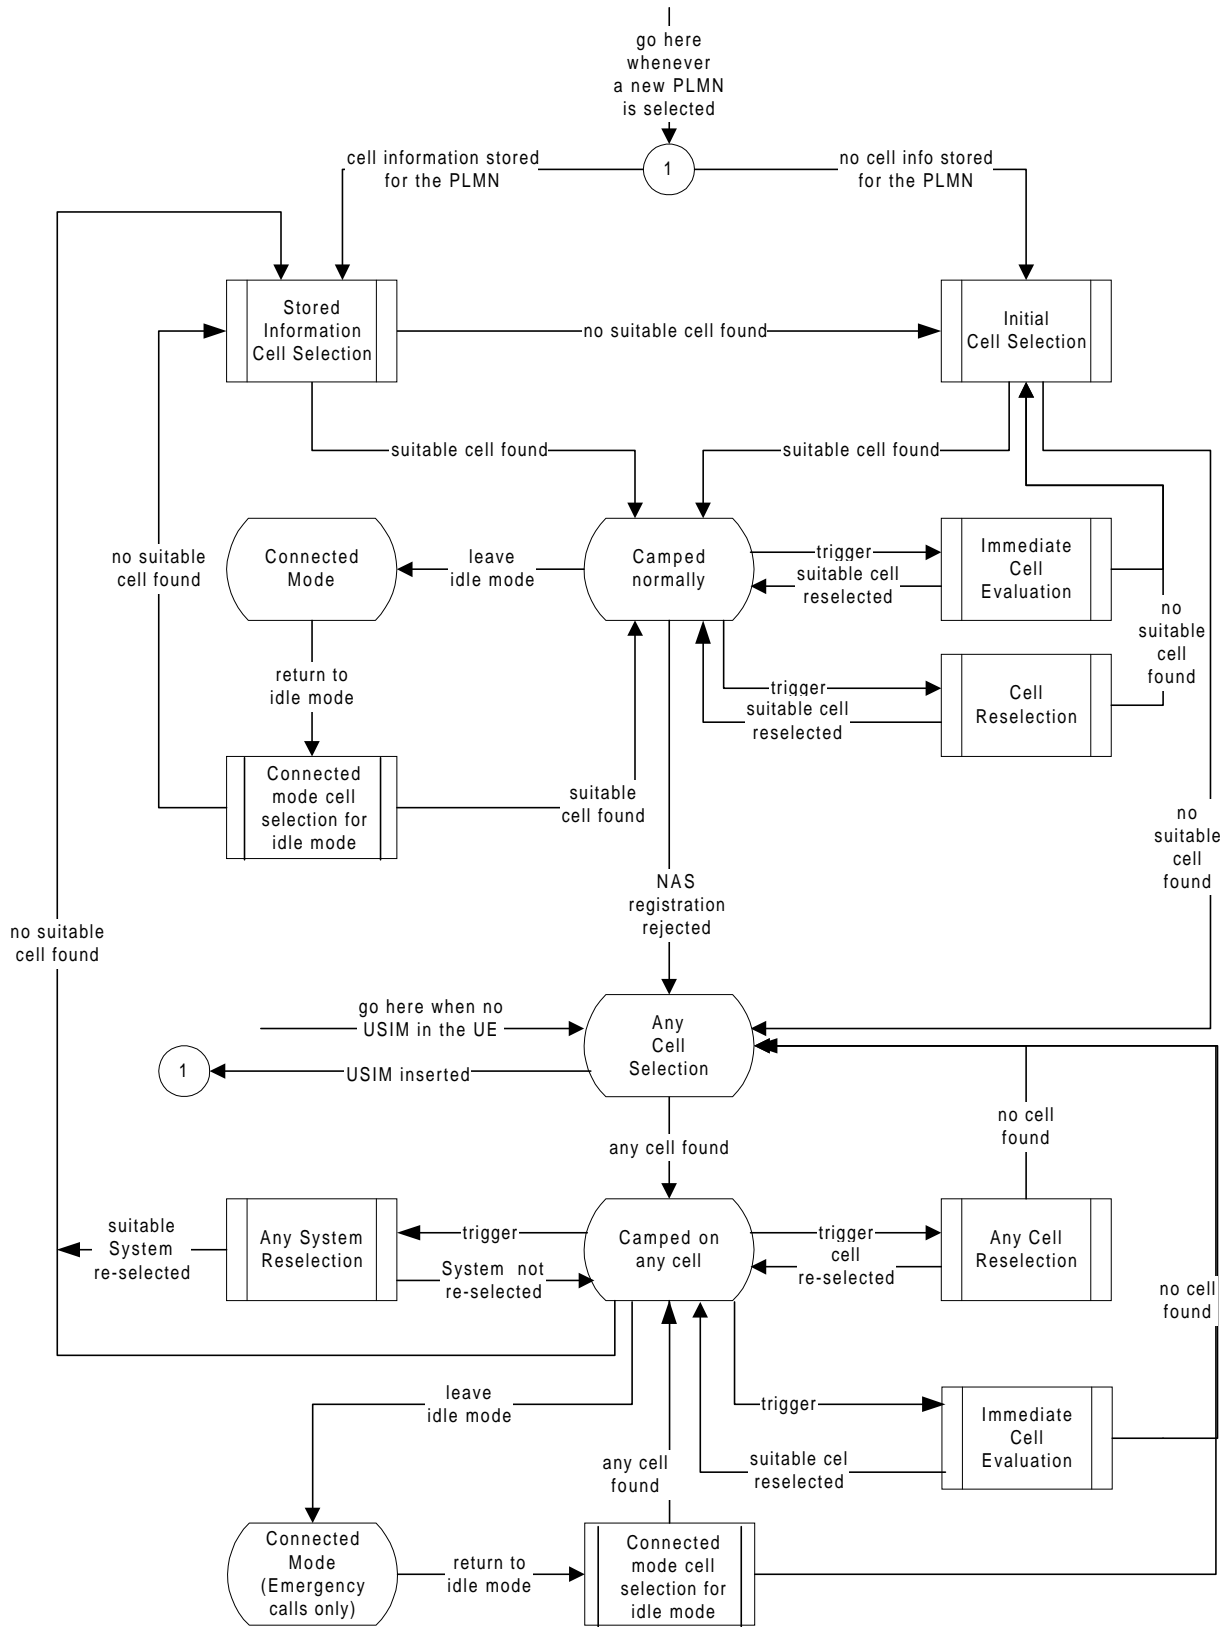 go here
whenever
a new PLMN
is selected
1
cell information stored
for the PLMN
no cell info stored
for the PLMN
Stored
Information
Cell Selection
no suitable cell found
Initial
Cell Selection
suitable cell found
suitable cell found
no suitable
cell found
Connected
Mode
leave
idle mode
Camped
normally
trigger
suitable cell
reselected
Immediate
Cell
Evaluation
no
suitable
cell
found
return to
idle mode
trigger
suitable cell
reselected
Cell
Reselection
Connected
mode cell
selection for
idle mode
suitable
cell found
no
suitable
cell
found
NAS
registration
rejected
no suitable
cell found
go here when no
USIM in the UE
Any
Cell
Selection
1
USIM inserted
no cell
found
any cell found
suitable
System
re-selected
Any System
Reselection
trigger
System not
re-selected
Camped on
any cell
trigger
cell
re-selected
Any Cell
Reselection
no cell
found
leave
idle mode
trigger
Immediate
Cell
Evaluation
any cell
found
suitable cel
reselected
Connected
Mode
(Emergency
calls only)
return to
idle mode
Connected
mode cell
selection for
idle mode